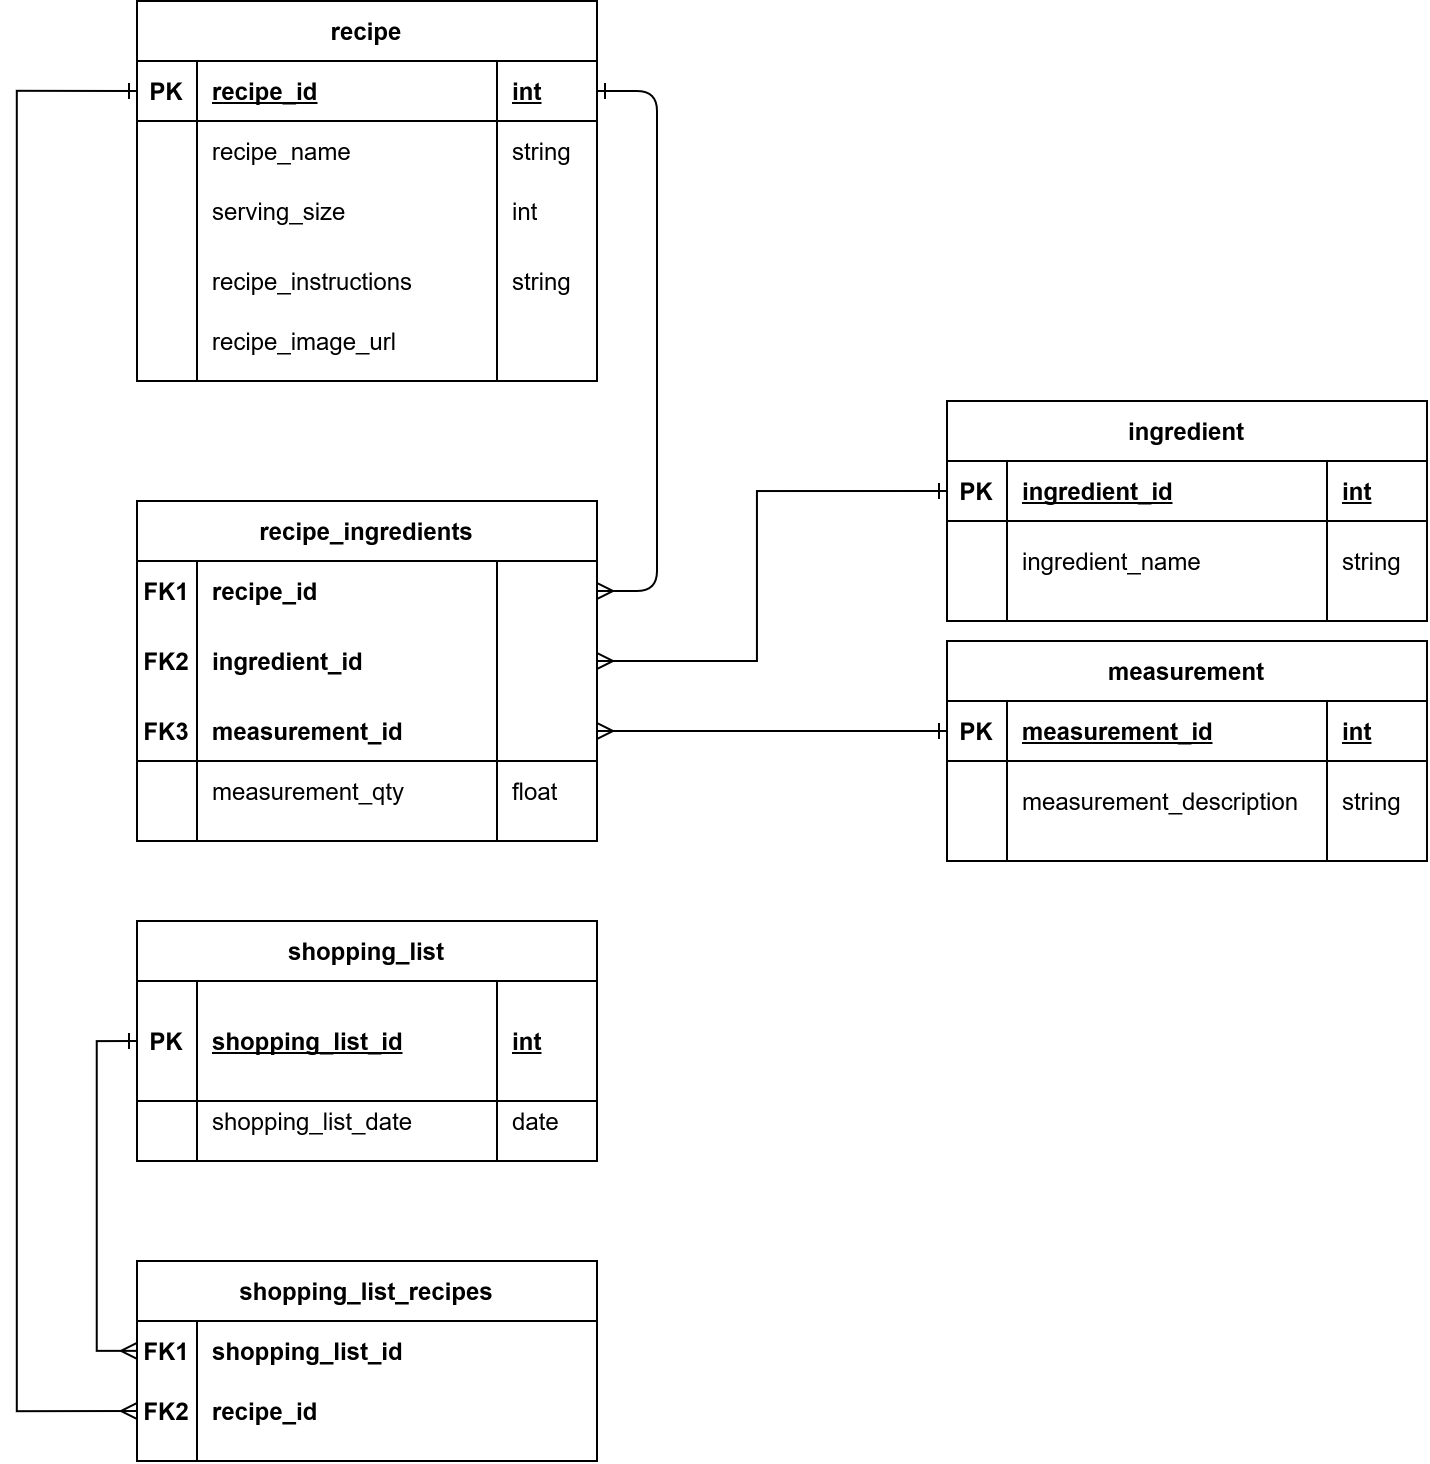 recipe
PK recipe_id int
recipe_name string
serving_size int
recipe_instructions string
recipe_image_url
ingredient
PK ingredient_id int
ingredient_name string
recipe_ingredients
FK1 recipe_id
FK2 ingredient_id
FK3 measurement_id
measurement_qty float
measurement
PK measurement_id int
measurement_description string
shopping_list
PK shopping_list_id int
shopping_list_date date
shopping_list_recipes
FK1 shopping_list_id
FK2 recipe_id